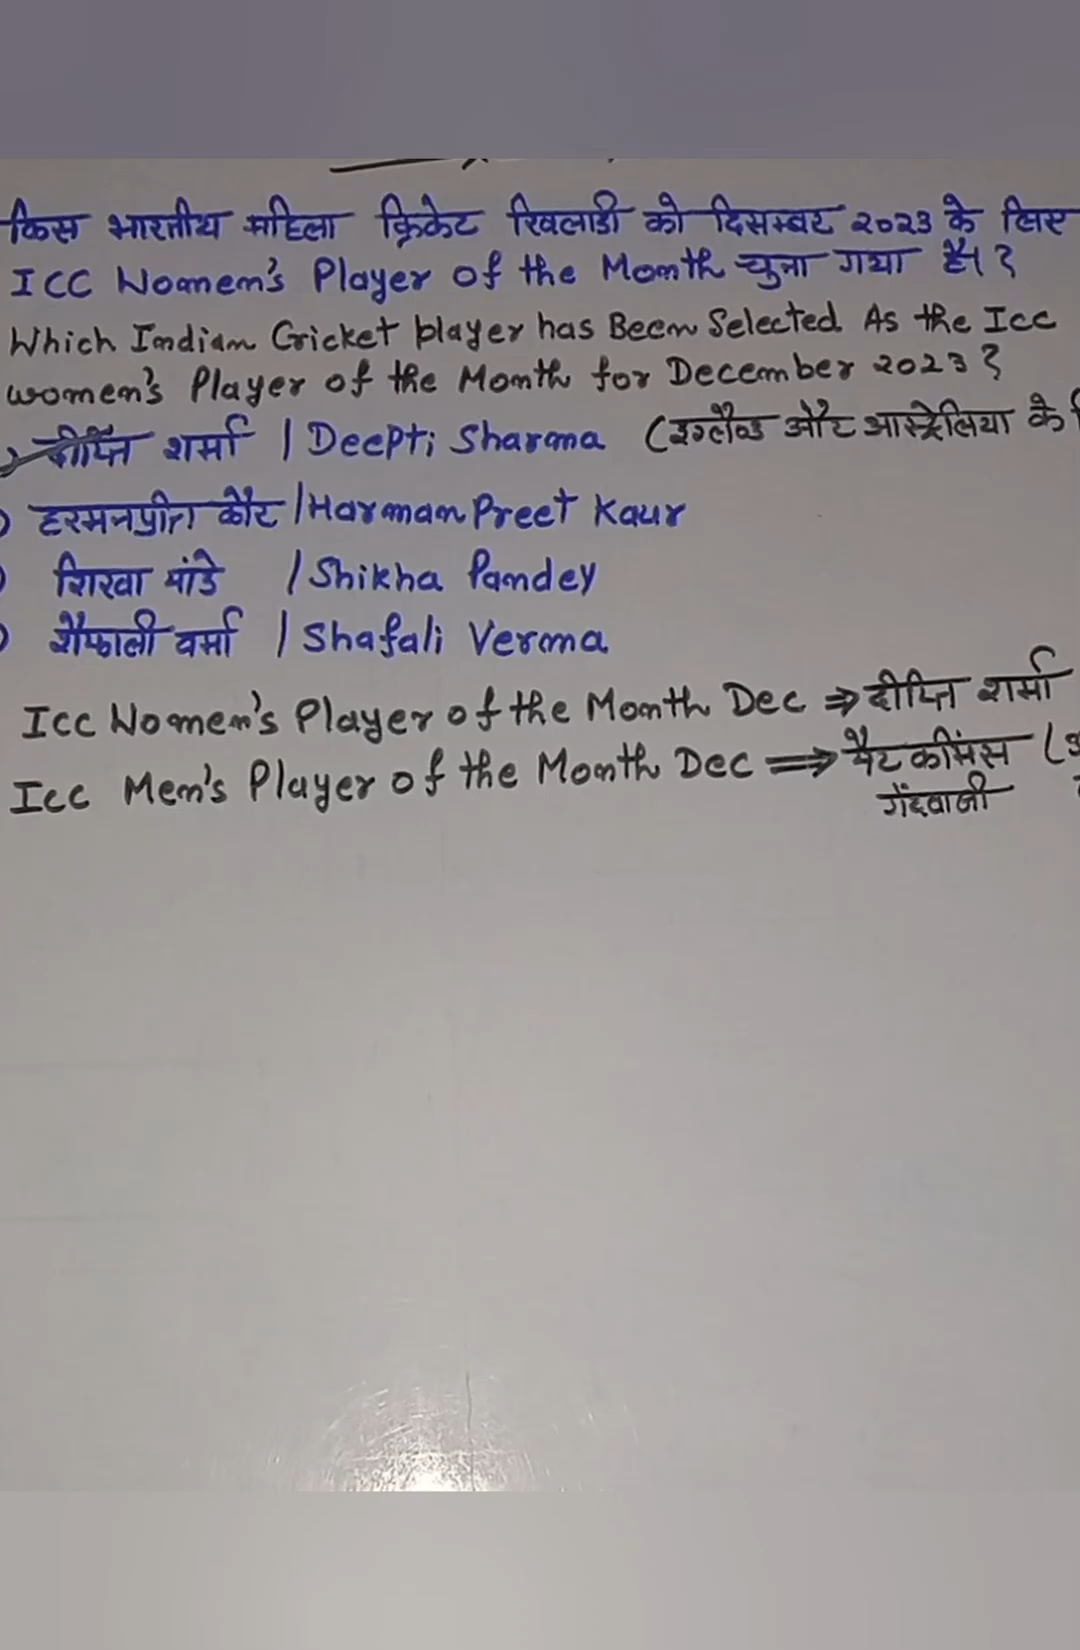 किस भारतीय महिला क्रिकेट खिलाडी को दिसम्बर 2023 के लिए
ICC Women's Player of the Month चुना गया है ?
Which Indian Cricket player has Been Selected As the Icc
women's Player of the Month for December 2023 ?
दीप्ति शर्मा / Deepti Sharma (इग्लैण्ड और आस्ट्रेलिया के
हरमनप्रीत कौर / Harman Preet Kaur
शिखा पांडे / Shikha Pandey
शैफाली वर्मा / Shafali Verma
Icc Women's Player of the Month Dec ⇒ दीप्ति शर्मा
Icc Men's Player of the Month Dec ⇒ पैट कमिंस (
गेंदवाजी